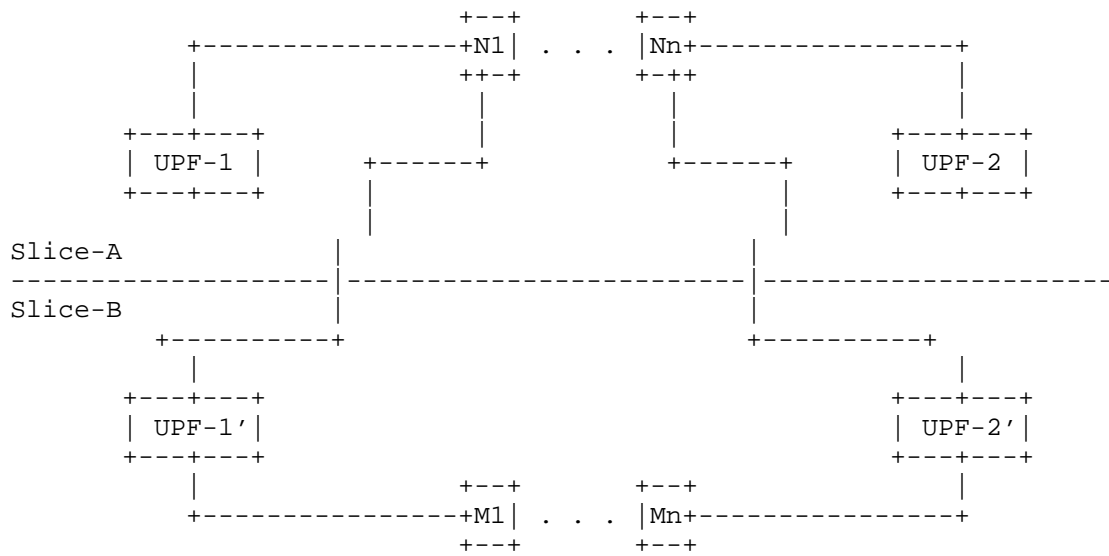 N1 . . . Nn
UPF-1 UPF-2
Slice-A
Slice-B
UPF-1′ UPF-2′
M1 . . . Mn